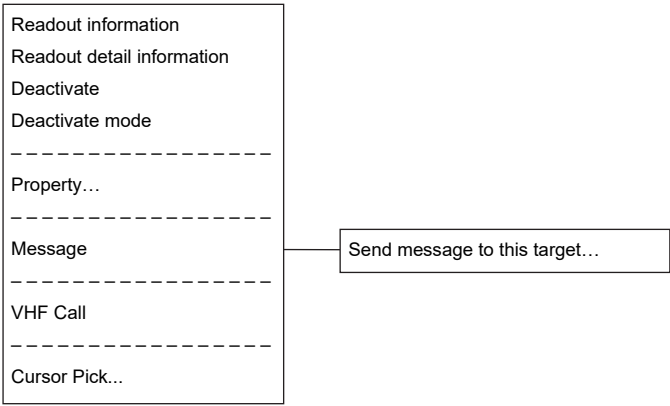 Readout information
Readout detail information
Deactivate
Deactivate mode
Property…
Message
Send message to this target…
VHF Call
Cursor Pick...